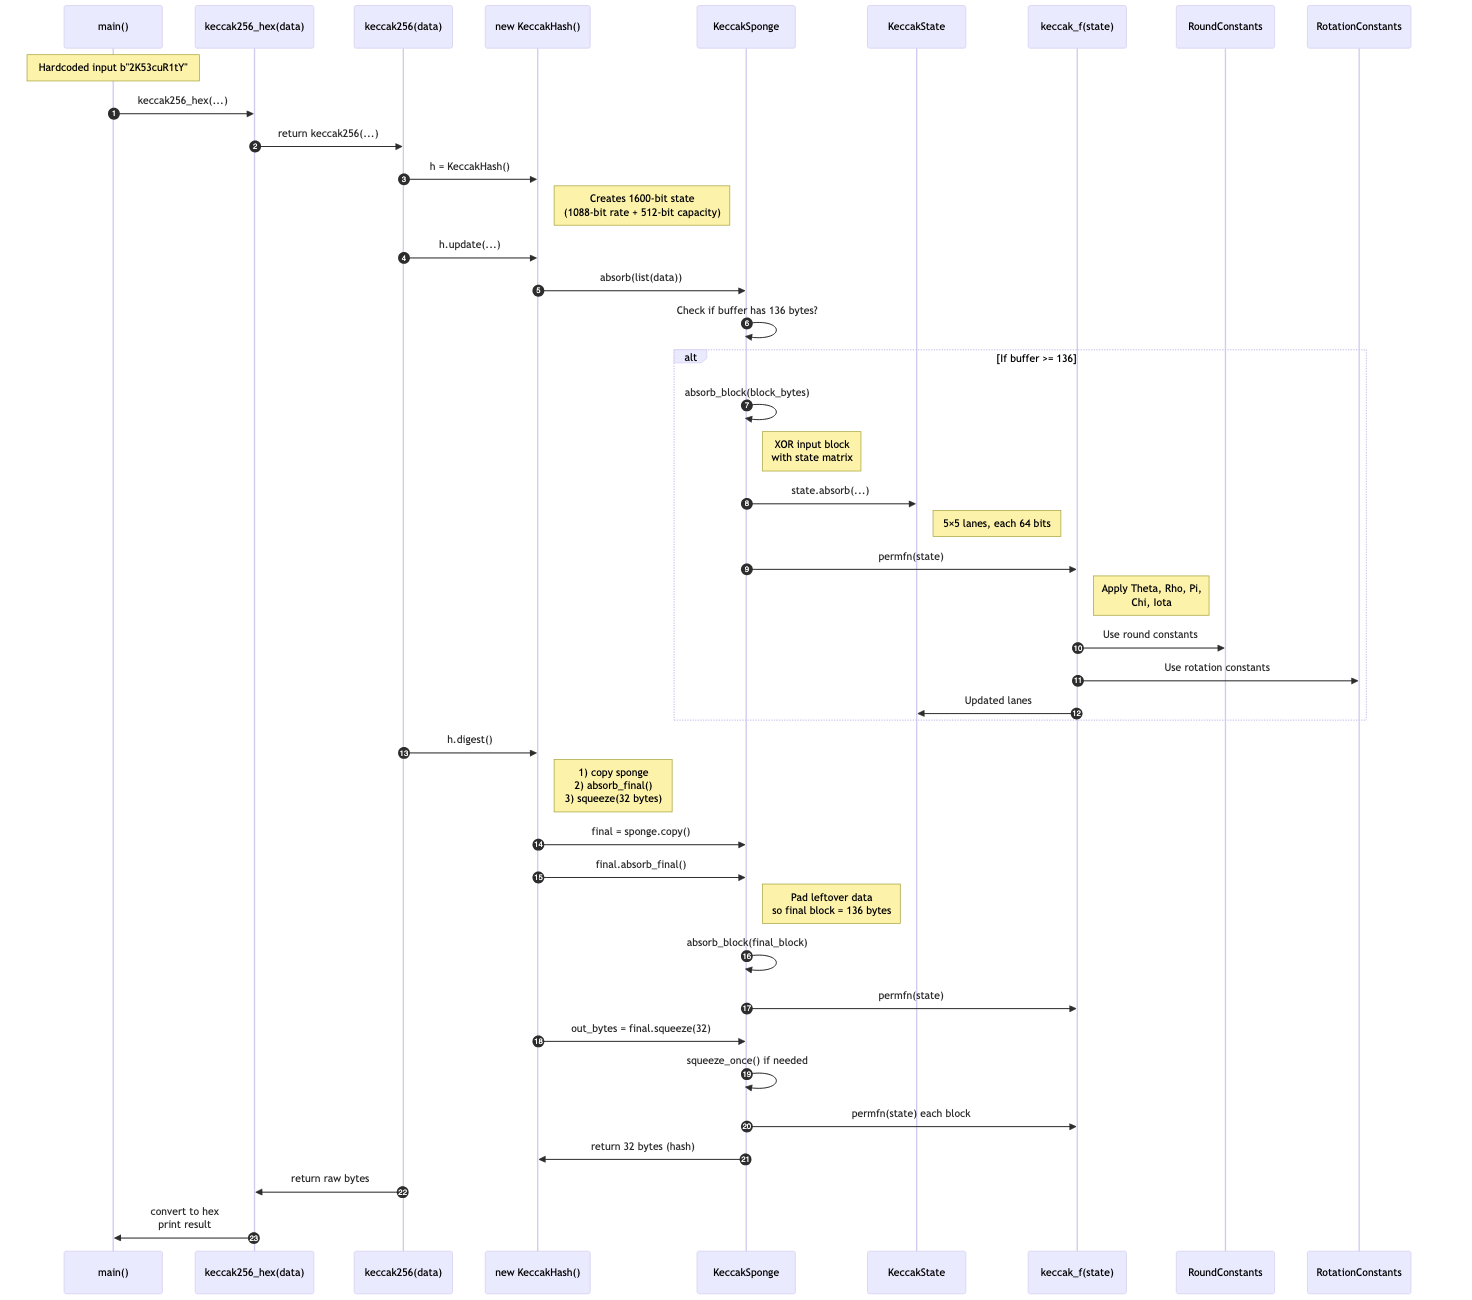 main()
keccak256_hex(data)
keccak256(data)
new KeccakHash()
KeccakSponge
KeccakState
keccak_f(state)
RoundConstants
RotationConstants
Hardcoded input b"2K53cuR1tY"
keccak256_hex(...)
1
return keccak256(...)
2
h = KeccakHash()
3
Creates 1600-bit state
(1088-bit rate + 512-bit capacity)
h.update(...)
4
absorb(list(data))
5
Check if buffer has 136 bytes?
6
alt
[If buffer >= 136]
absorb_block(block_bytes)
7
XOR input block
with state matrix
state.absorb(...)
8
5×5 lanes, each 64 bits
permfn(state)
9
Apply Theta, Rho, Pi,
Chi, Iota
Use round constants
10
Use rotation constants
11
Updated lanes
12
h.digest()
13
1) copy sponge
2) absorb_final()
3) squeeze(32 bytes)
final = sponge.copy()
14
final.absorb_final()
15
Pad leftover data
so final block = 136 bytes
absorb_block(final_block)
16
permfn(state)
17
out_bytes = final.squeeze(32)
18
squeeze_once() if needed
19
permfn(state) each block
20
return 32 bytes (hash)
21
return raw bytes
22
convert to hex
print result
23
main()
keccak256_hex(data)
keccak256(data)
new KeccakHash()
KeccakSponge
KeccakState
keccak_f(state)
RoundConstants
RotationConstants